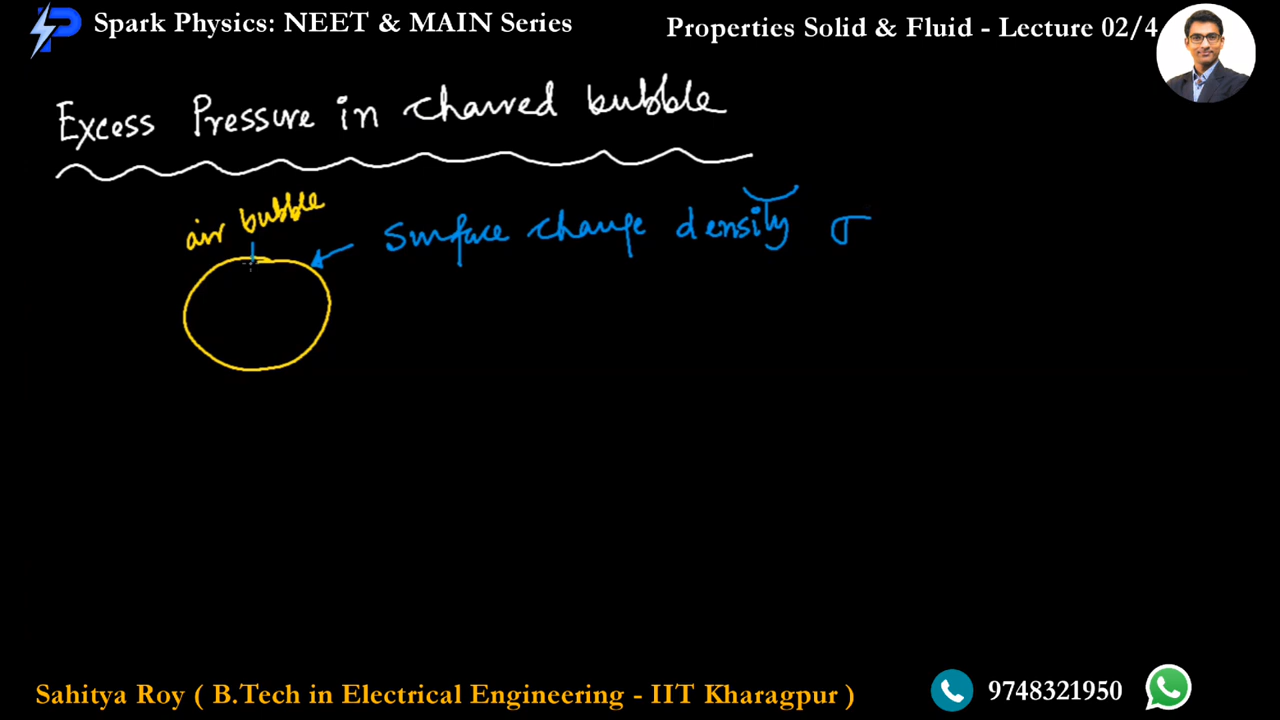 Spark Physics: NEET & MAIN Series
Properties Solid & Fluid - Lecture 02/4
Excess Pressure in charred bubble
air bubble
Surface charge density σ
Sahitya Roy ( B.Tech in Electrical Engineering - IIT Kharagpur )
9748321950